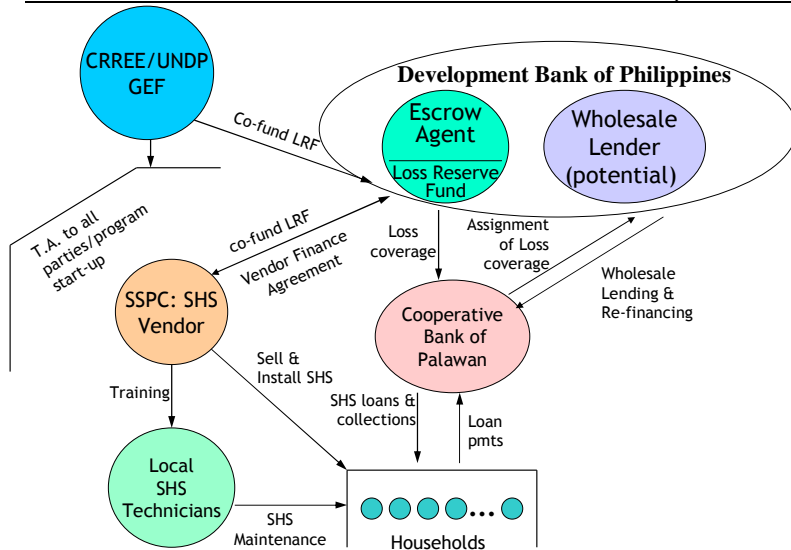 CRREE/UNDP
GEF
Development Bank of Philippines
Escrow
Agent
Loss Reserve
Fund
Wholesale
Lender
(potential)
Co-fund LRF
T.A. to all
parties/program
start-up
co-fund LRF
Vendor Finance
Agreement
Loss
coverage
Assignment
of Loss
coverage
Wholesale
Lending &
Re-financing
SSPC: SHS
Vendor
Cooperative
Bank of
Palawan
Training
Sell &
Install SHS
SHS loans &
collections
Loan
pmts
Local
SHS
Technicians
SHS
Maintenance
...
Households